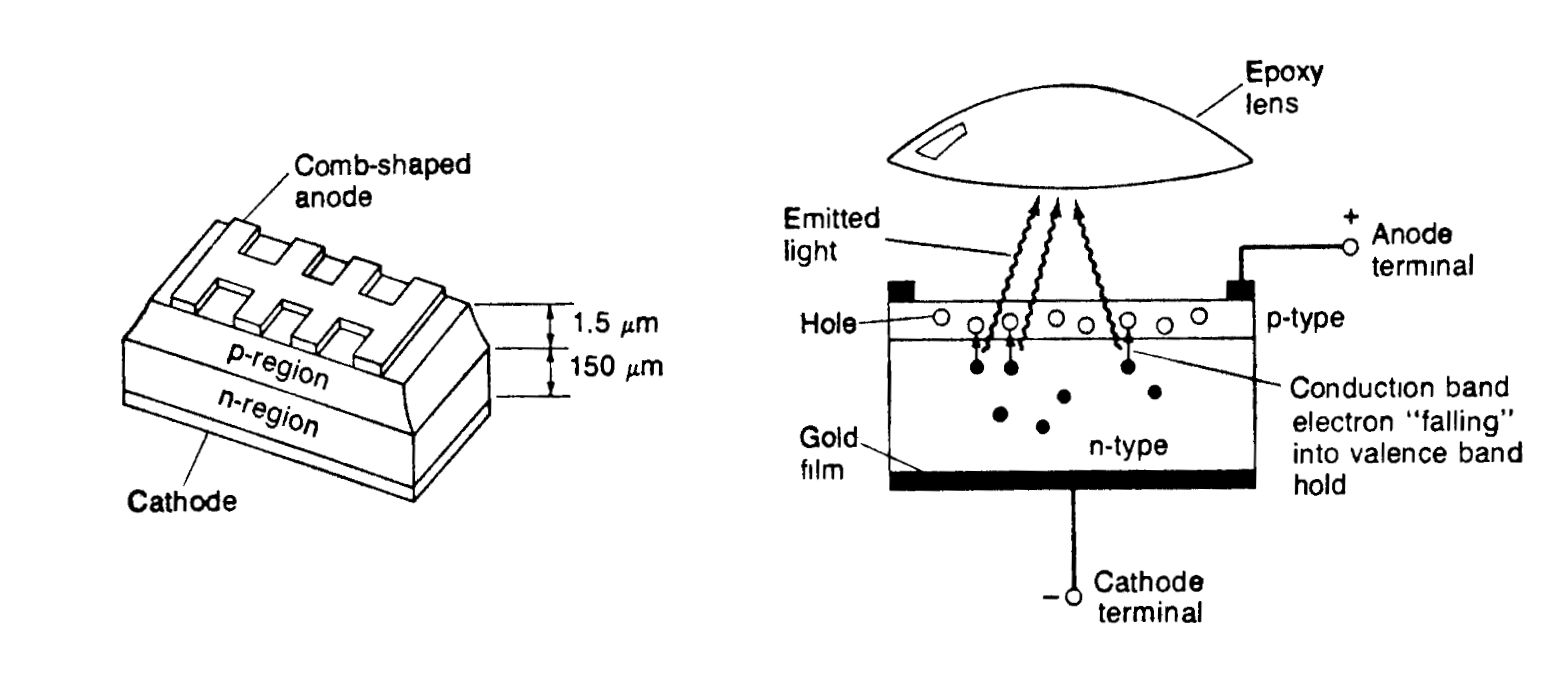 Comb-shaped
anode
1.5 μm
150 μm
p-region
n-region
Cathode
Epoxy
lens
Emitted
light
+
Anode
terminal
Hole
p-type
Conduction band
electron "falling"
into valence band
hold
Gold
film
n-type
–
Cathode
terminal